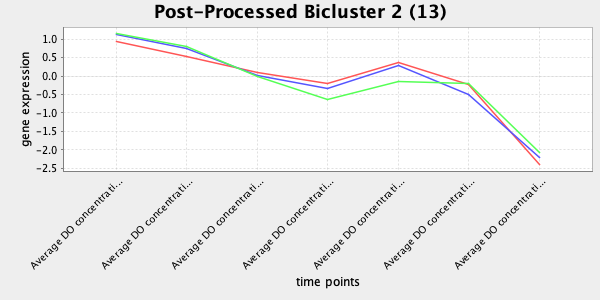 Post-Processed Bicluster 2 (13)
gene expression
1.0
0.5
0.0
-0.5
-1.0
-1.5
-2.0
-2.5
Average DO concentrati...
Average DO concentrati...
Average DO concentrati...
Average DO concentrati...
Average DO concentrati...
Average DO concentrati...
Average DO concentrati...
time points